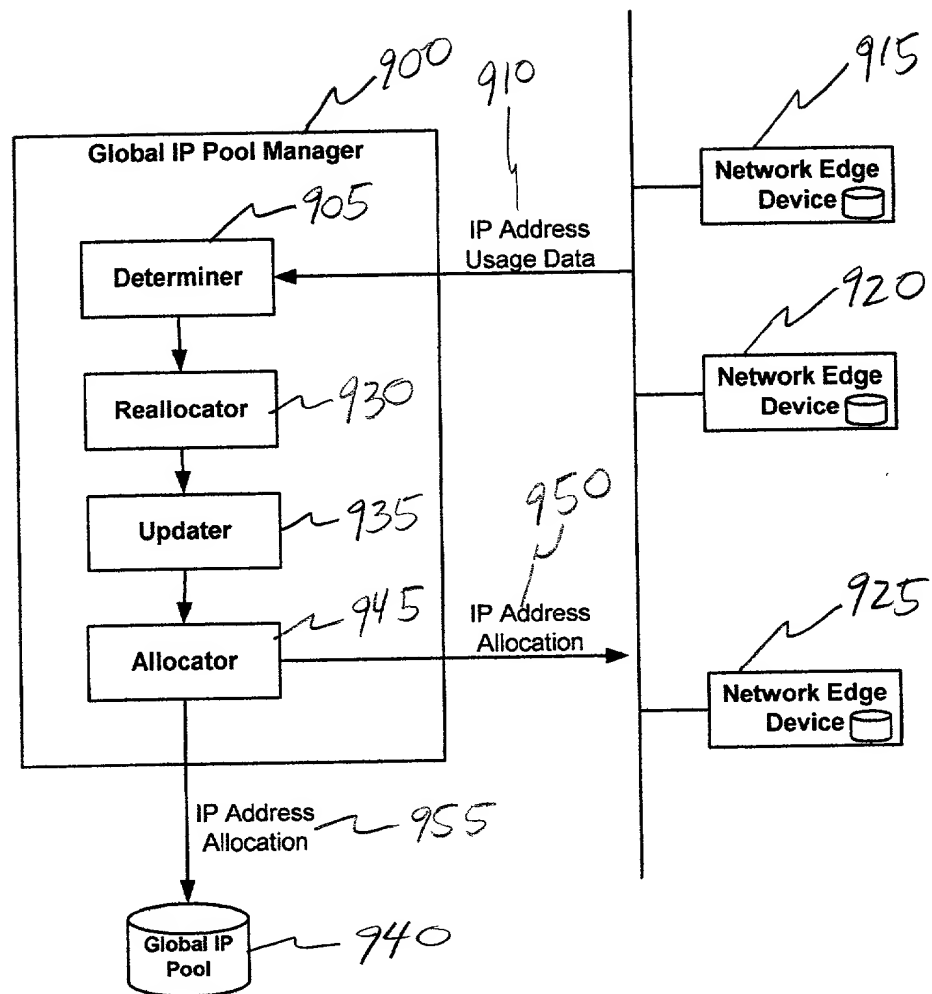 900
910
915
Global IP Pool Manager
Network Edge
Device
905
IP Address
Usage Data
Determiner
920
Network Edge
Device
Reallocator
930
Updater
935
950
925
945
IP Address
Allocation
Allocator
Network Edge
Device
IP Address
Allocation
955
Global IP
Pool
940